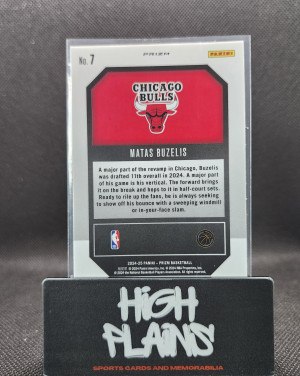 No. 7
PRIZM
PANINI
CHICAGO
BULLS
MATAS BUZELIS
A major part of the revamp in Chicago, Buzelis
was drafted 11th overall in 2024. A major part
of his game is his vertical. The forward brings
it on the break and hops to it in half-court sets.
Ready to rile up the fans, he is always seeking
to show off his bounce with a sweeping windmill
or in-your-face slam.
2024-25 PANINI – PRIZM BASKETBALL
HIGH
PLAINS
SPORTS CARDS AND MEMORABILIA